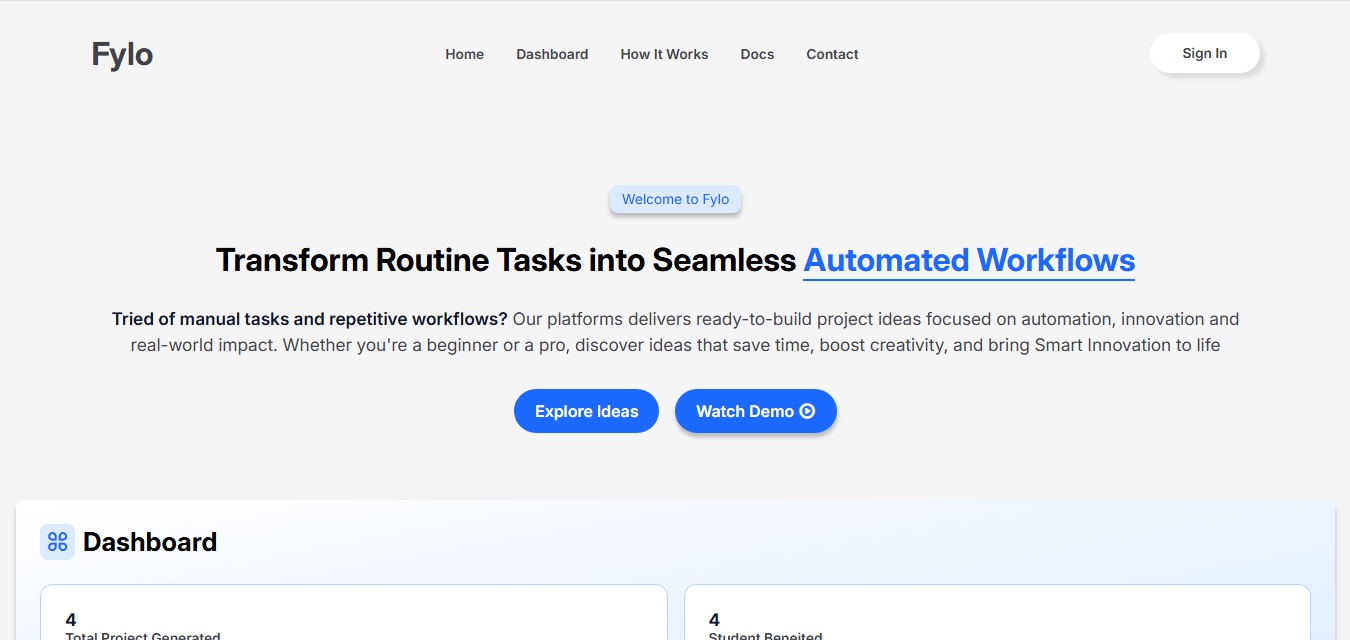 Fylo
Home Dashboard How It Works Docs Contact
Sign In
Welcome to Fylo
Transform Routine Tasks into Seamless Automated Workflows
Tried of manual tasks and repetitive workflows? Our platforms delivers ready-to-build project ideas focused on automation, innovation and
real-world impact. Whether you're a beginner or a pro, discover ideas that save time, boost creativity, and bring Smart Innovation to life
Explore Ideas
Watch Demo
Dashboard
4
Total Project Generated
4
Student Beneited